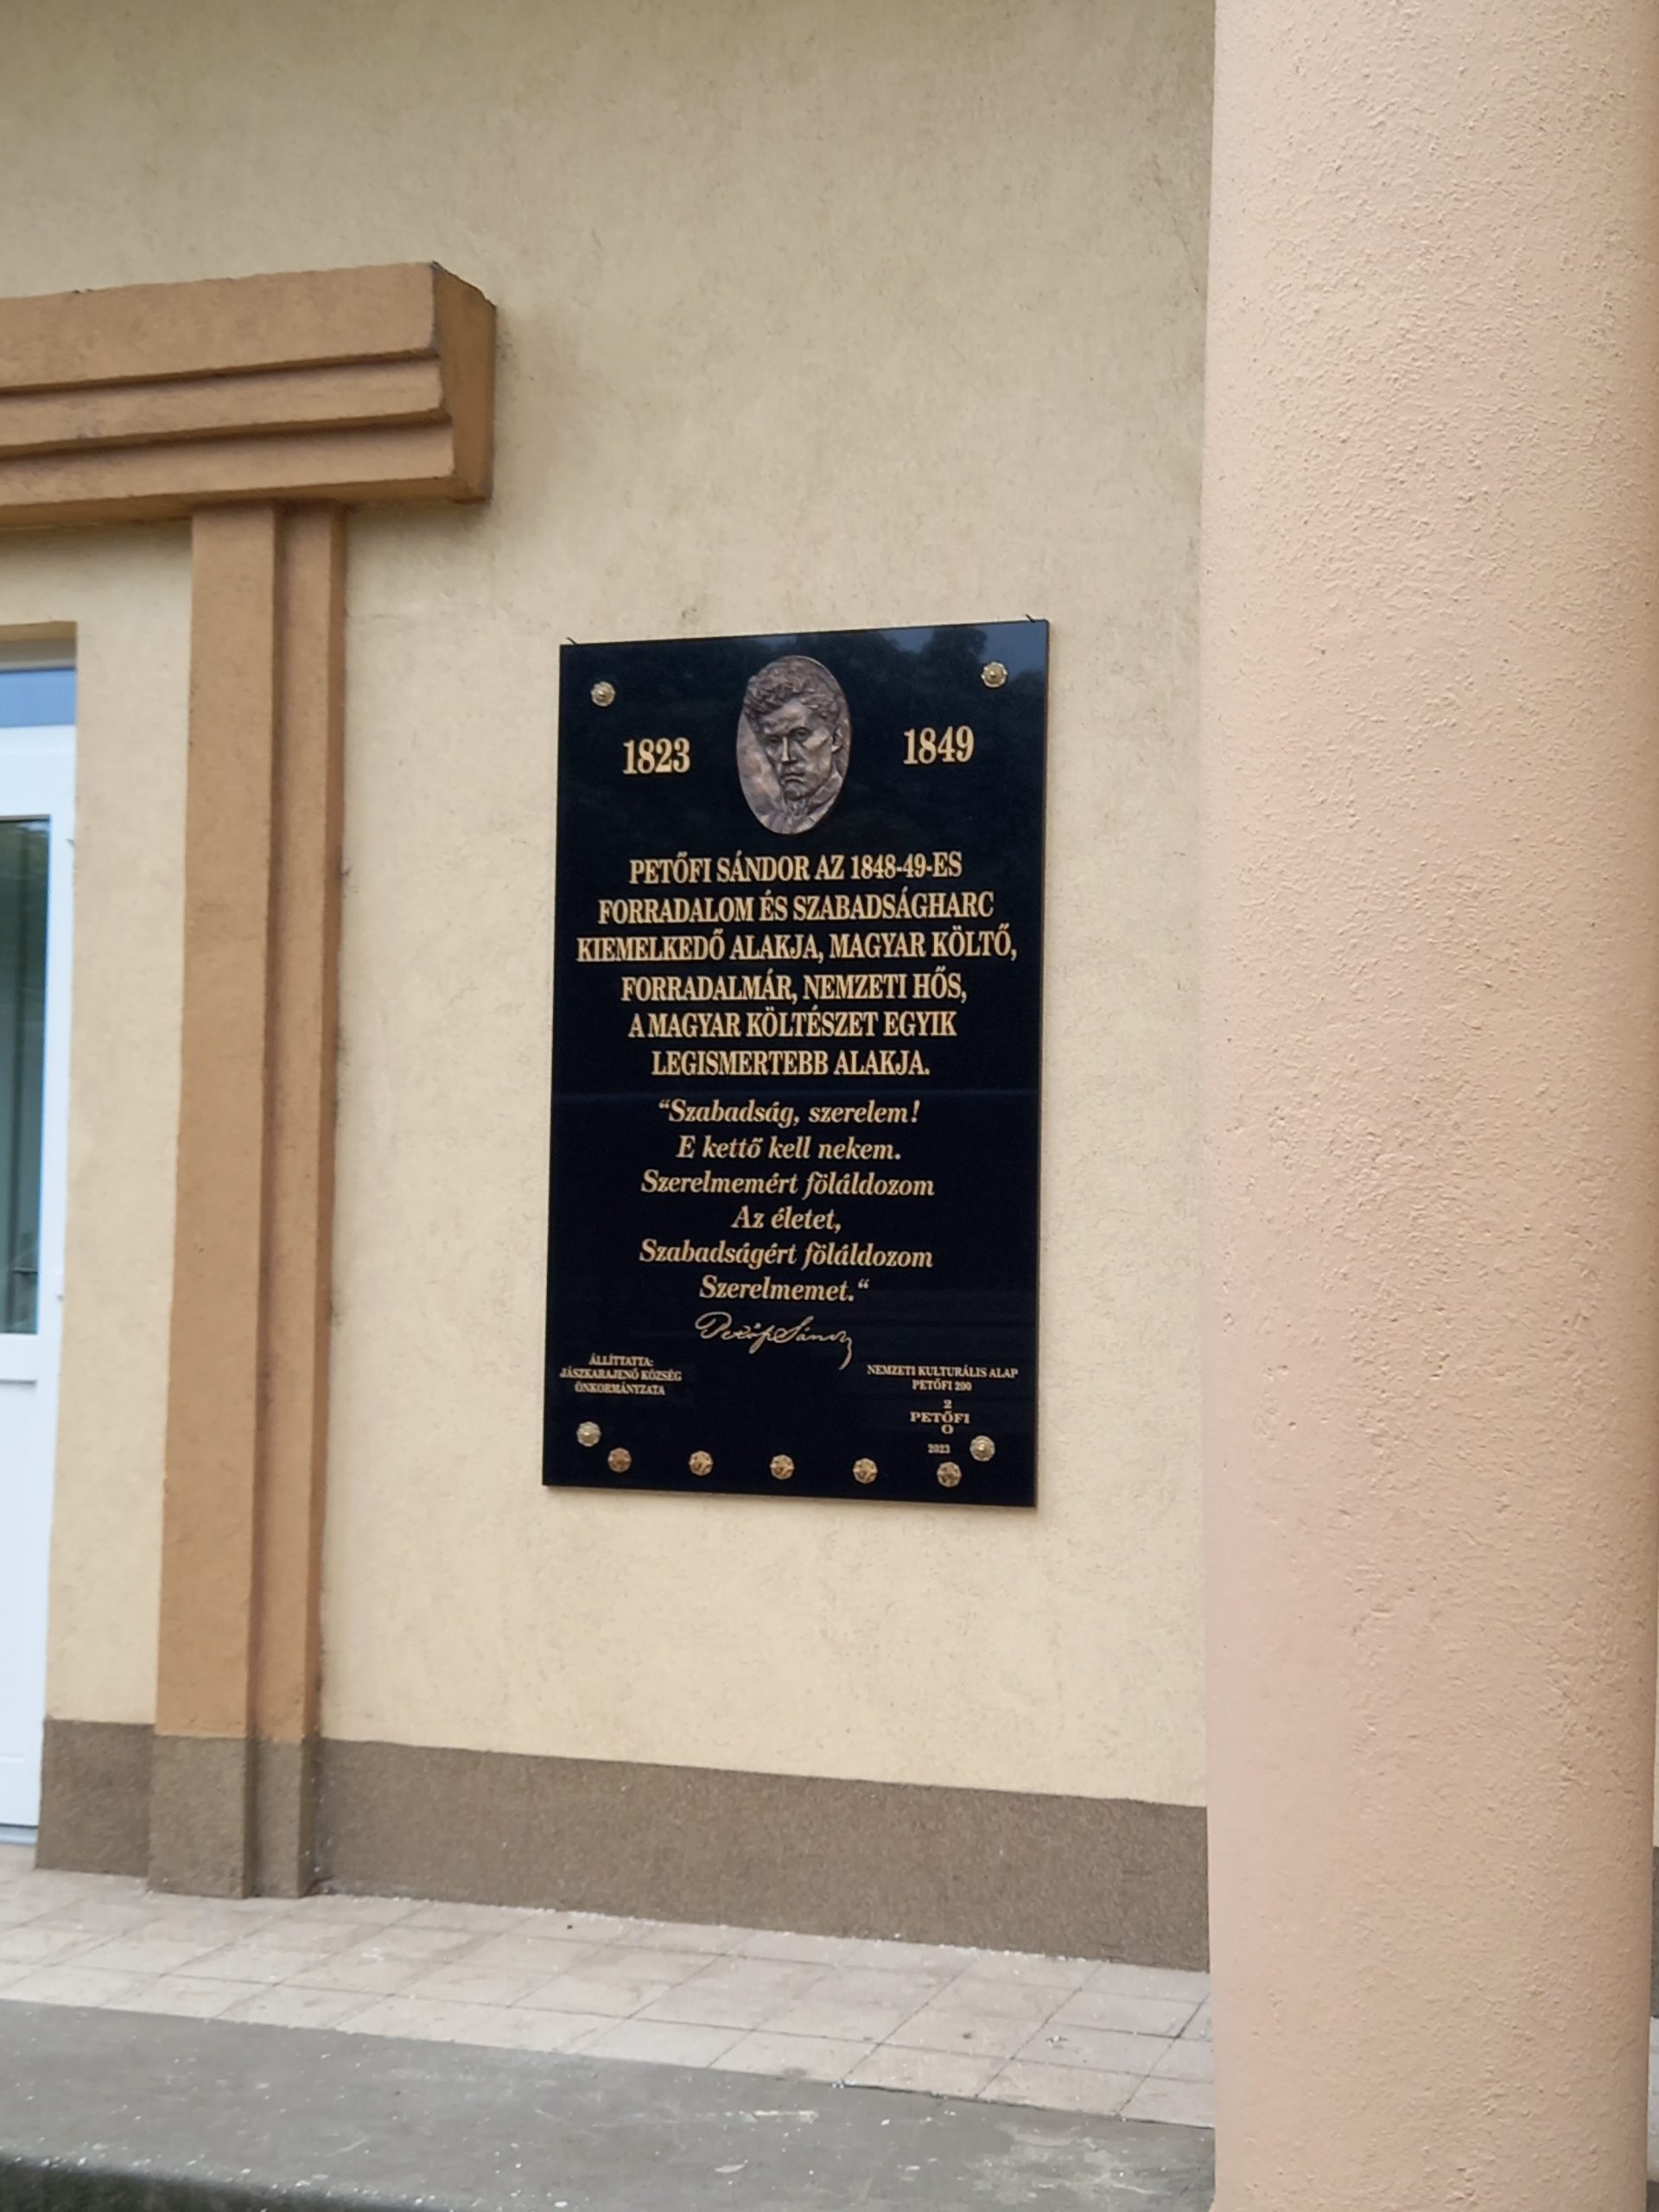 1823 1849
PETŐFI SÁNDOR AZ 1848-49-ES
FORRADALOM ÉS SZABADSÁGHARC
KIEMELKEDŐ ALAKJA, MAGYAR KÖLTŐ,
FORRADALMÁR, NEMZETI HŐS,
A MAGYAR KÖLTÉSZET EGYIK
LEGISMERTEBB ALAKJA.
“Szabadság, szerelem!
E kettő kell nekem.
Szerelmemért föláldozom
Az életet,
Szabadságért föláldozom
Szerelmemet.“
Petőfi Sándor
ÁLLÍTTATTA:
JÁSZKARAJENŐ KÖZSÉG
ÖNKORMÁNYZATA
NEMZETI KULTURÁLIS ALAP
PETŐFI 200
2
PETŐFI
0
2023